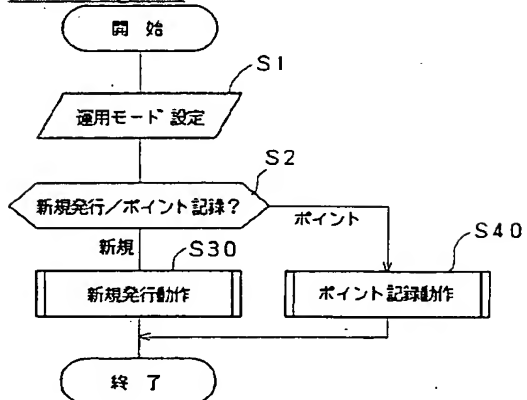 開 始
S1
運用モード 設定
S2
新規発行/ポイント記録?
ポイント
新規
S30
S40
新規発行動作
ポイント記録動作
終 了